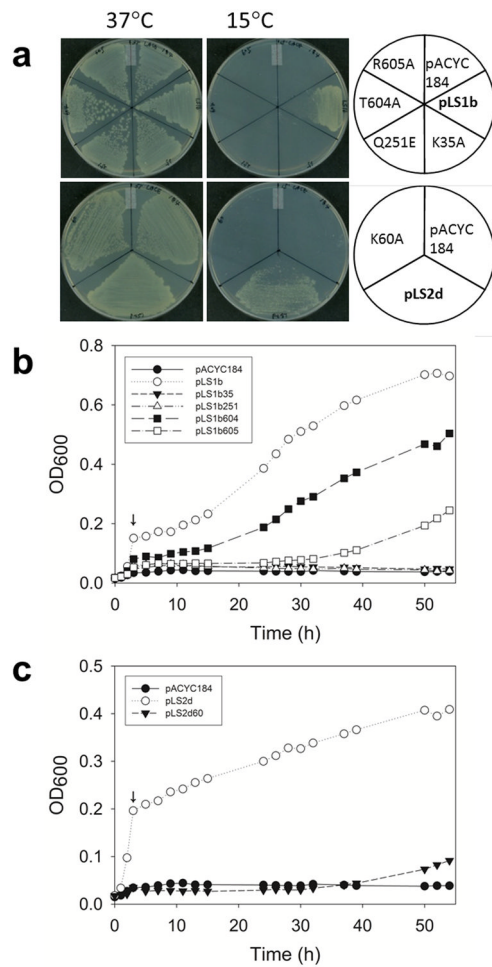 37°C 15°C
a
R605A pACYC
184
T604A pLS1b
Q251E K35A
K60A pACYC
184
pLS2d
b
0.8
0.6
0.4
0.2
0.0
OD600
pACYC184
pLS1b
pLS1b35
pLS1b251
pLS1b604
pLS1b605
0 10 20 30 40 50
Time (h)
c
0.5
0.4
0.3
0.2
0.1
0.0
OD600
pACYC184
pLS2d
pLS2d60
0 10 20 30 40 50
Time (h)